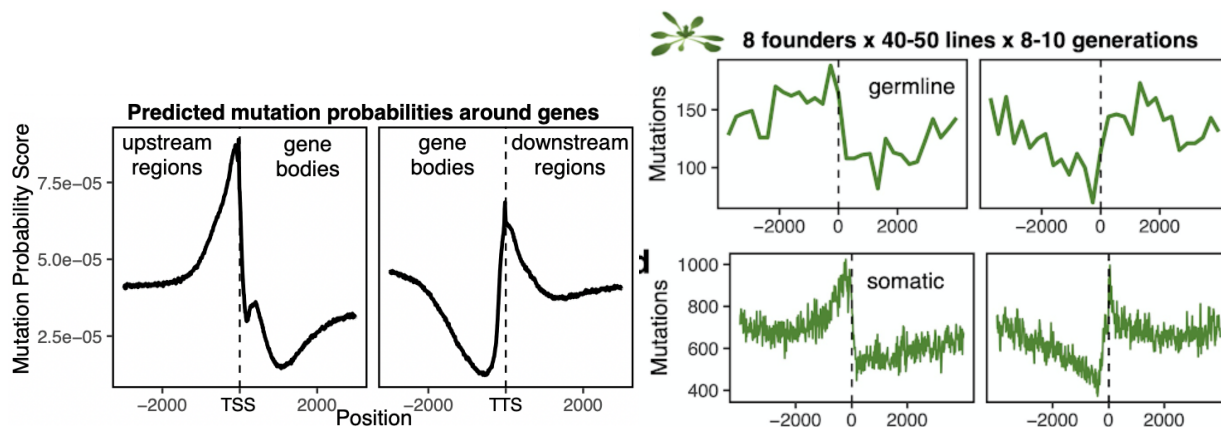 Predicted mutation probabilities around genes
Mutation Probability Score
7.5e−05
5.0e−05
2.5e−05
upstream
regions
gene
bodies
gene
bodies
downstream
regions
−2000
TSS
2000
−2000
TTS
2000
Position
8 founders x 40-50 lines x 8-10 generations
Mutations
150
100
germline
−2000
0
2000
−2000
0
2000
Mutations
1000
800
600
400
somatic
−2000
0
2000
−2000
0
2000